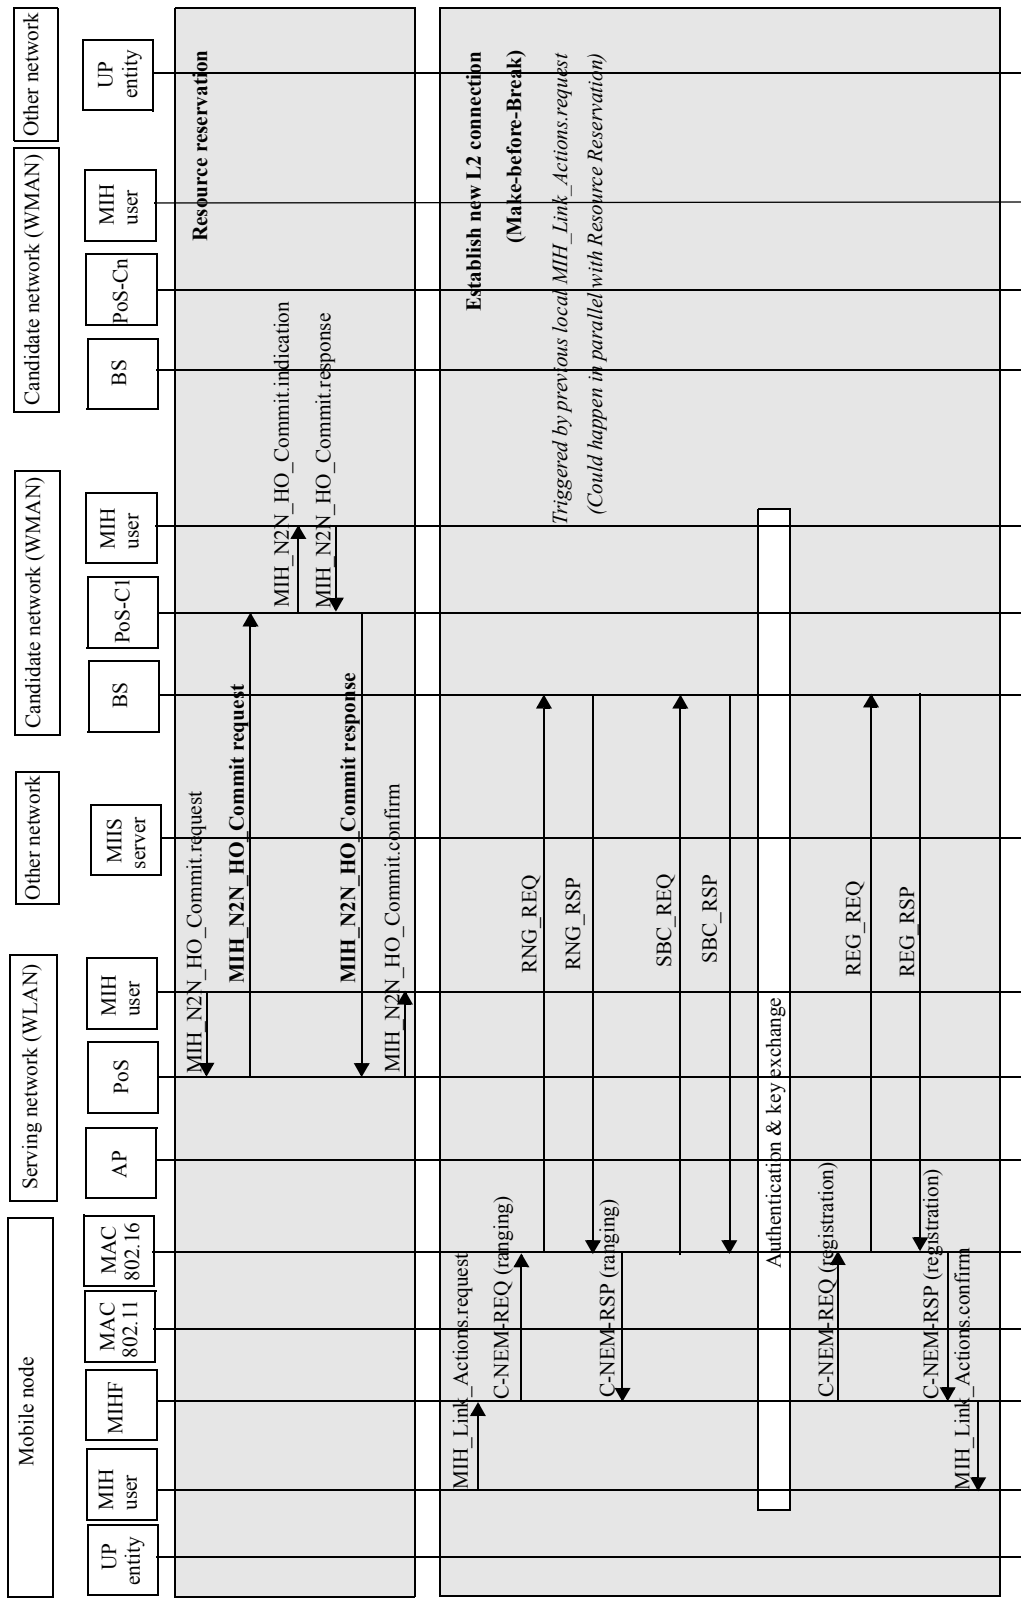 Mobile node
Serving network (WLAN)
Other network
Candidate network (WMAN)
Candidate network (WMAN)
Other network
UP
entity
MIH
user
MIHF
MAC
802.11
MAC
802.16
AP
PoS
MIH
user
MIIS
server
BS
PoS-C1
MIH
user
BS
PoS-Cn
MIH
user
UP
entity
Resource reservation
MIH_N2N_HO_Commit.request
MIH_N2N_HO_Commit request
MIH_N2N_HO_Commit.indication
MIH_N2N_HO_Commit.response
MIH_N2N_HO_Commit response
MIH_N2N_HO_Commit.confirm
Establish new L2 connection
(Make-before-Break)
Triggered by previous local MIH_Link_Actions.request
(Could happen in parallel with Resource Reservation)
MIH_Link_Actions.request
C-NEM-REQ (ranging)
RNG_REQ
RNG_RSP
C-NEM-RSP (ranging)
SBC_REQ
SBC_RSP
Authentication & key exchange
C-NEM-REQ (registration)
REG_REQ
REG_RSP
C-NEM-RSP (registration)
MIH_Link_Actions.confirm